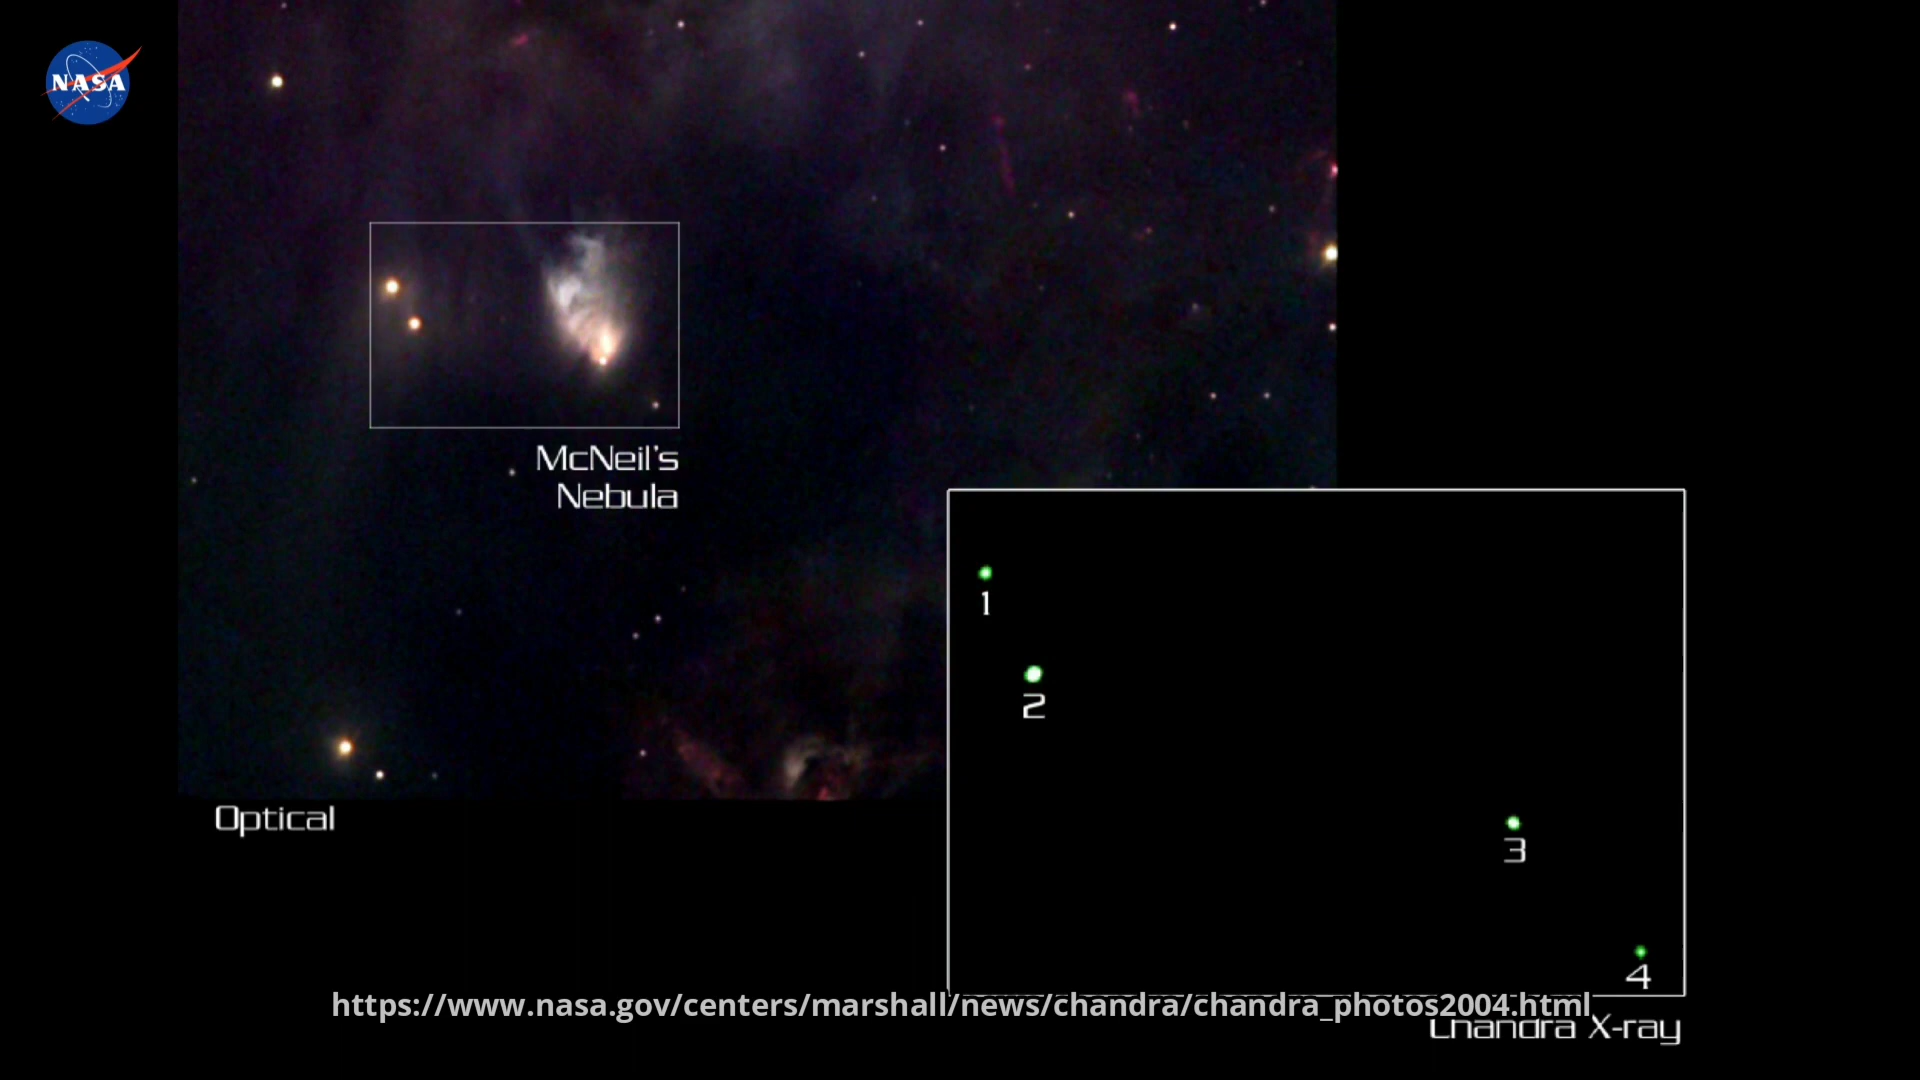 NASA
McNeil's
Nebula
1
2
3
4
Optical
https://www.nasa.gov/centers/marshall/news/chandra/chandra_photos2004.html
Chandra X-ray